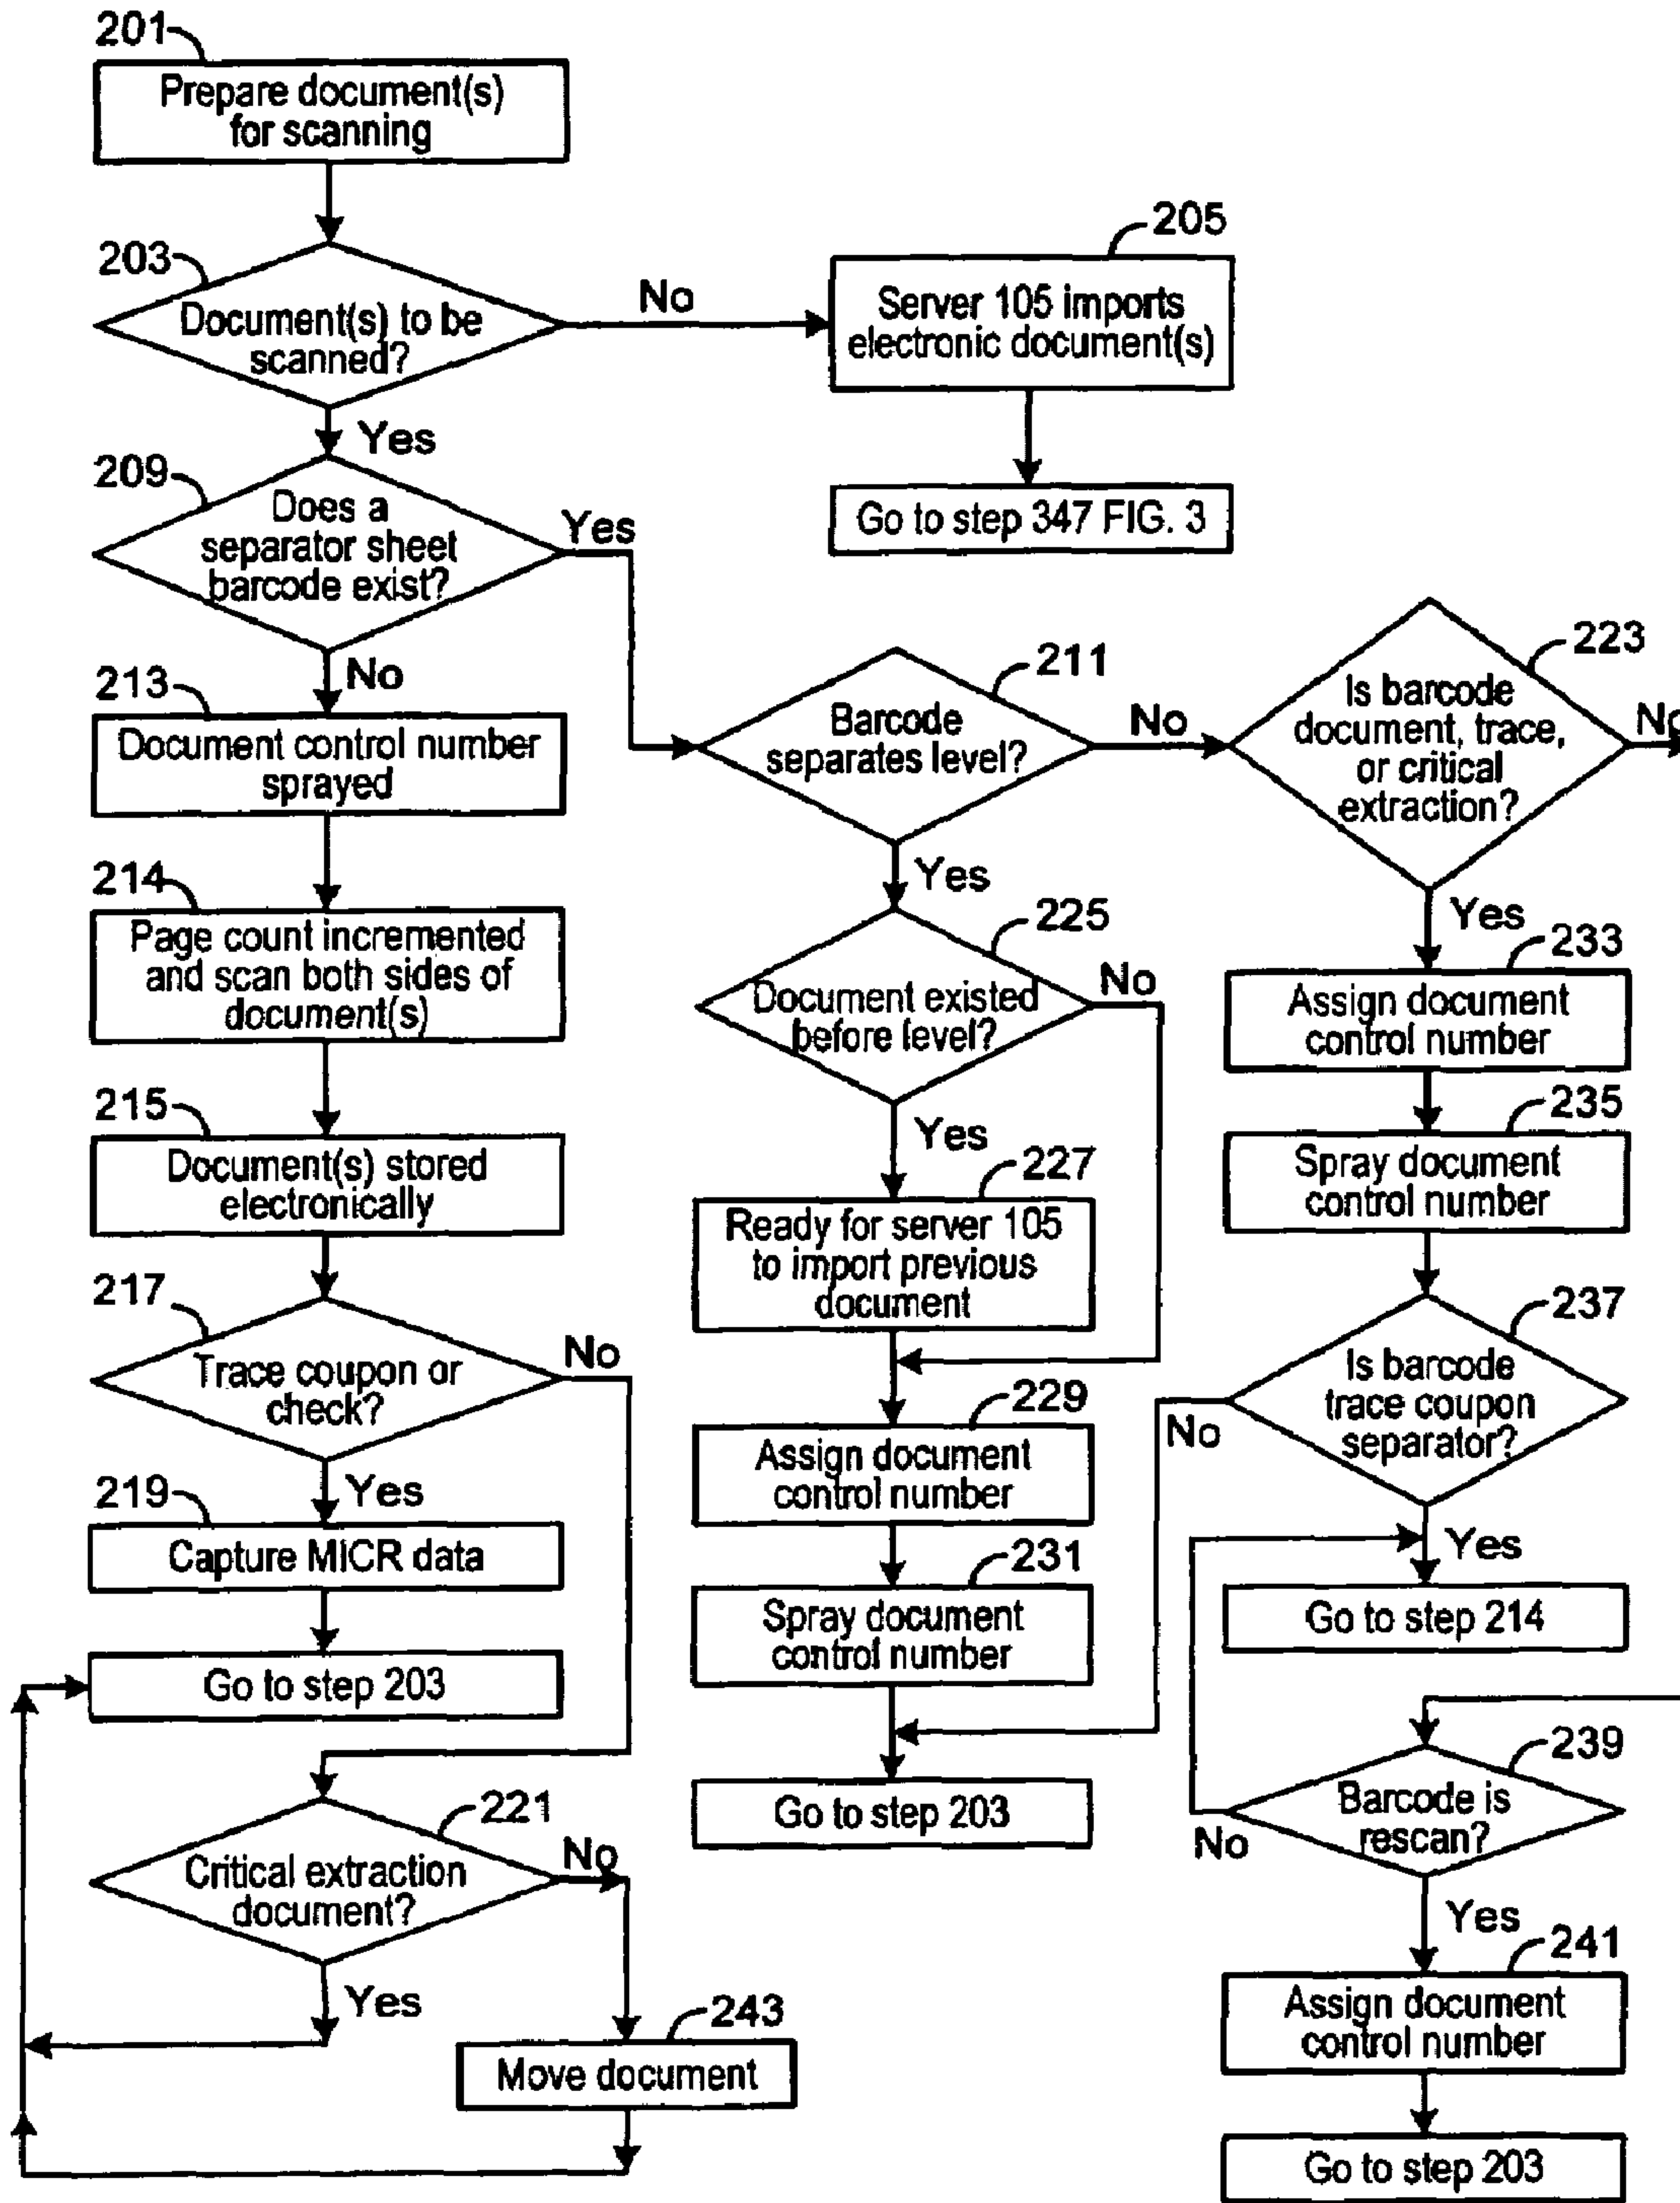 201
Prepare document(s)
for scanning
203
Document(s) to be
scanned?
No
205
Server 105 imports
electronic document(s)
Go to step 347 FIG. 3
Yes
209
Does a
separator sheet
barcode exist?
Yes
No
213
Document control number
sprayed
214
Page count incremented
and scan both sides of
document(s)
215
Document(s) stored
electronically
217
Trace coupon or
check?
No
Yes
219
Capture MICR data
Go to step 203
221
Critical extraction
document?
No
Yes
243
Move document
211
Barcode
separates level?
No
Yes
225
Document existed
before level?
No
Yes
227
Ready for server 105
to import previous
document
229
Assign document
control number
231
Spray document
control number
Go to step 203
223
Is barcode
document, trace,
or critical
extraction?
No
Yes
233
Assign document
control number
235
Spray document
control number
237
Is barcode
trace coupon
separator?
No
Yes
Go to step 214
239
Barcode is
rescan?
No
Yes
241
Assign document
control number
Go to step 203